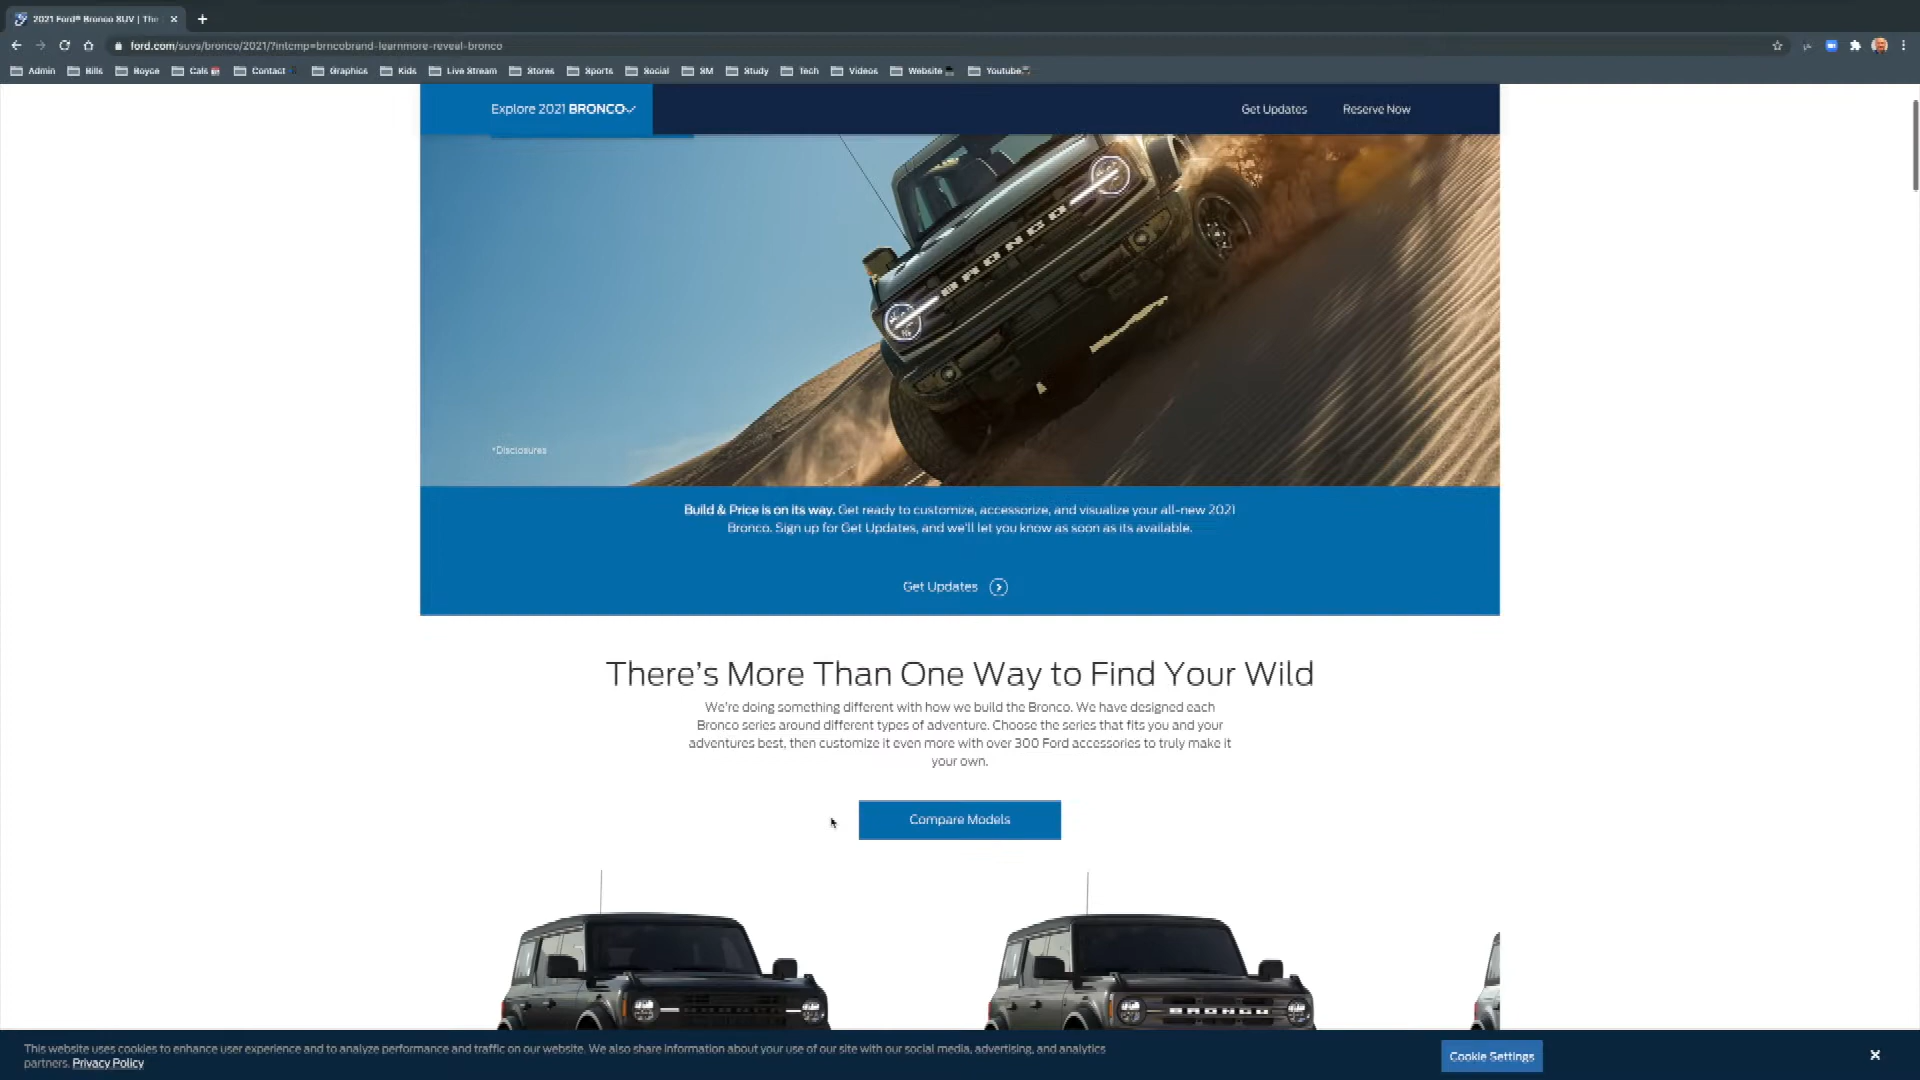 2021 Ford® Bronco SUV | The
ford.com/suvs/bronco/2021/?intcmp=brncobrand-learnmore-reveal-bronco
Admin Bills Boyce Cals Contact Graphics Kids Live Stream Stores Sports Social SM Study Tech Videos Website Youtube
Explore 2021 BRONCO Get Updates Reserve Now
BRONCO
*Disclosures
Build & Price is on its way. Get ready to customize, accessorize, and visualize your all-new 2021
Bronco. Sign up for Get Updates, and we'll let you know as soon as its available.
Get Updates
There's More Than One Way to Find Your Wild
We're doing something different with how we build the Bronco. We have designed each
Bronco series around different types of adventure. Choose the series that fits you and your
adventures best, then customize it even more with over 300 Ford accessories to truly make it
your own.
Compare Models
BRONCO BRONCO
This website uses cookies to enhance user experience and to analyze performance and traffic on our website. We also share information about your use of our site with our social media, advertising, and analytics
partners. Privacy Policy
Cookie Settings